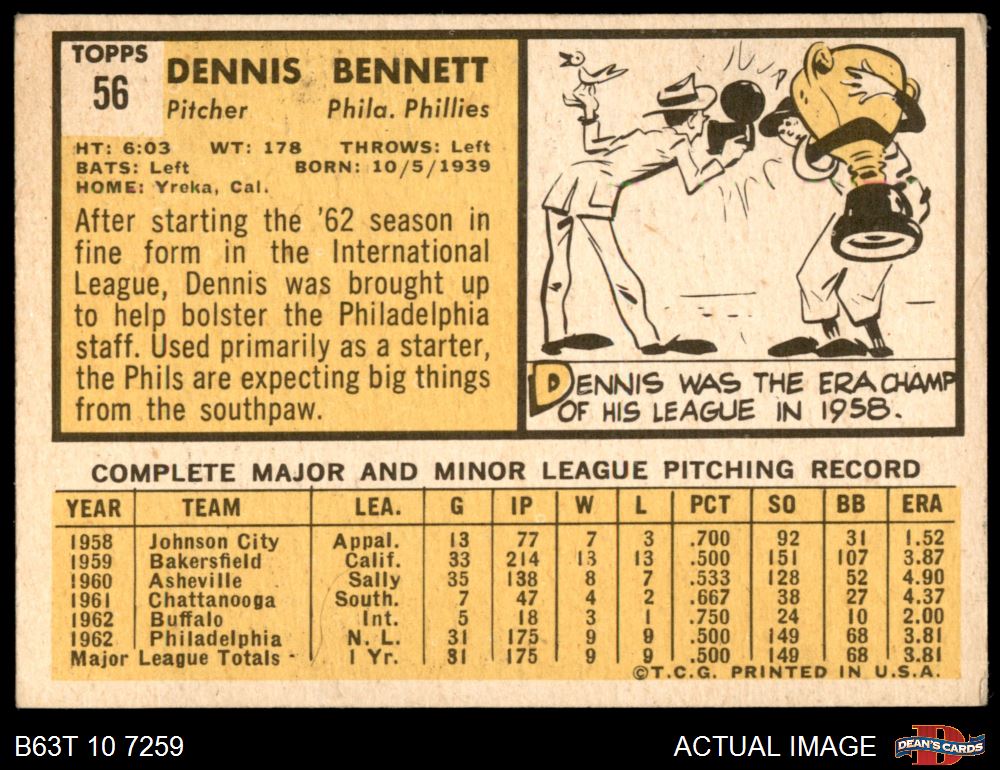 TOPPS
56
DENNIS BENNETT
Pitcher Phila. Phillies
HT: 6:03 WT: 178 THROWS: Left
BATS: Left BORN: 10/5/1939
HOME: Yreka, Cal.
After starting the '62 season in
fine form in the International
League, Dennis was brought up
to help bolster the Philadelphia
staff. Used primarily as a starter,
the Phils are expecting big things
from the southpaw.
DENNIS WAS THE ERA CHAMP
OF HIS LEAGUE IN 1958.
COMPLETE MAJOR AND MINOR LEAGUE PITCHING RECORD
YEAR TEAM LEA. G IP W L PCT SO BB ERA
1958 Johnson City Appal. 13 77 7 3 .700 92 31 1.52
1959 Bakersfield Calif. 33 214 13 13 .500 151 107 3.87
1960 Asheville Sally 35 138 8 7 .533 128 52 4.90
1961 Chattanooga South. 7 47 4 2 .667 38 27 4.37
1962 Buffalo Int. 5 18 3 1 .750 24 10 2.00
1962 Philadelphia N. L. 31 175 9 9 .500 149 68 3.81
Major League Totals - 1 Yr. 31 175 9 9 .500 149 68 3.81
©T.C.G. PRINTED IN U.S.A.
B63T 10 7259 ACTUAL IMAGE DEAN'S CARDS